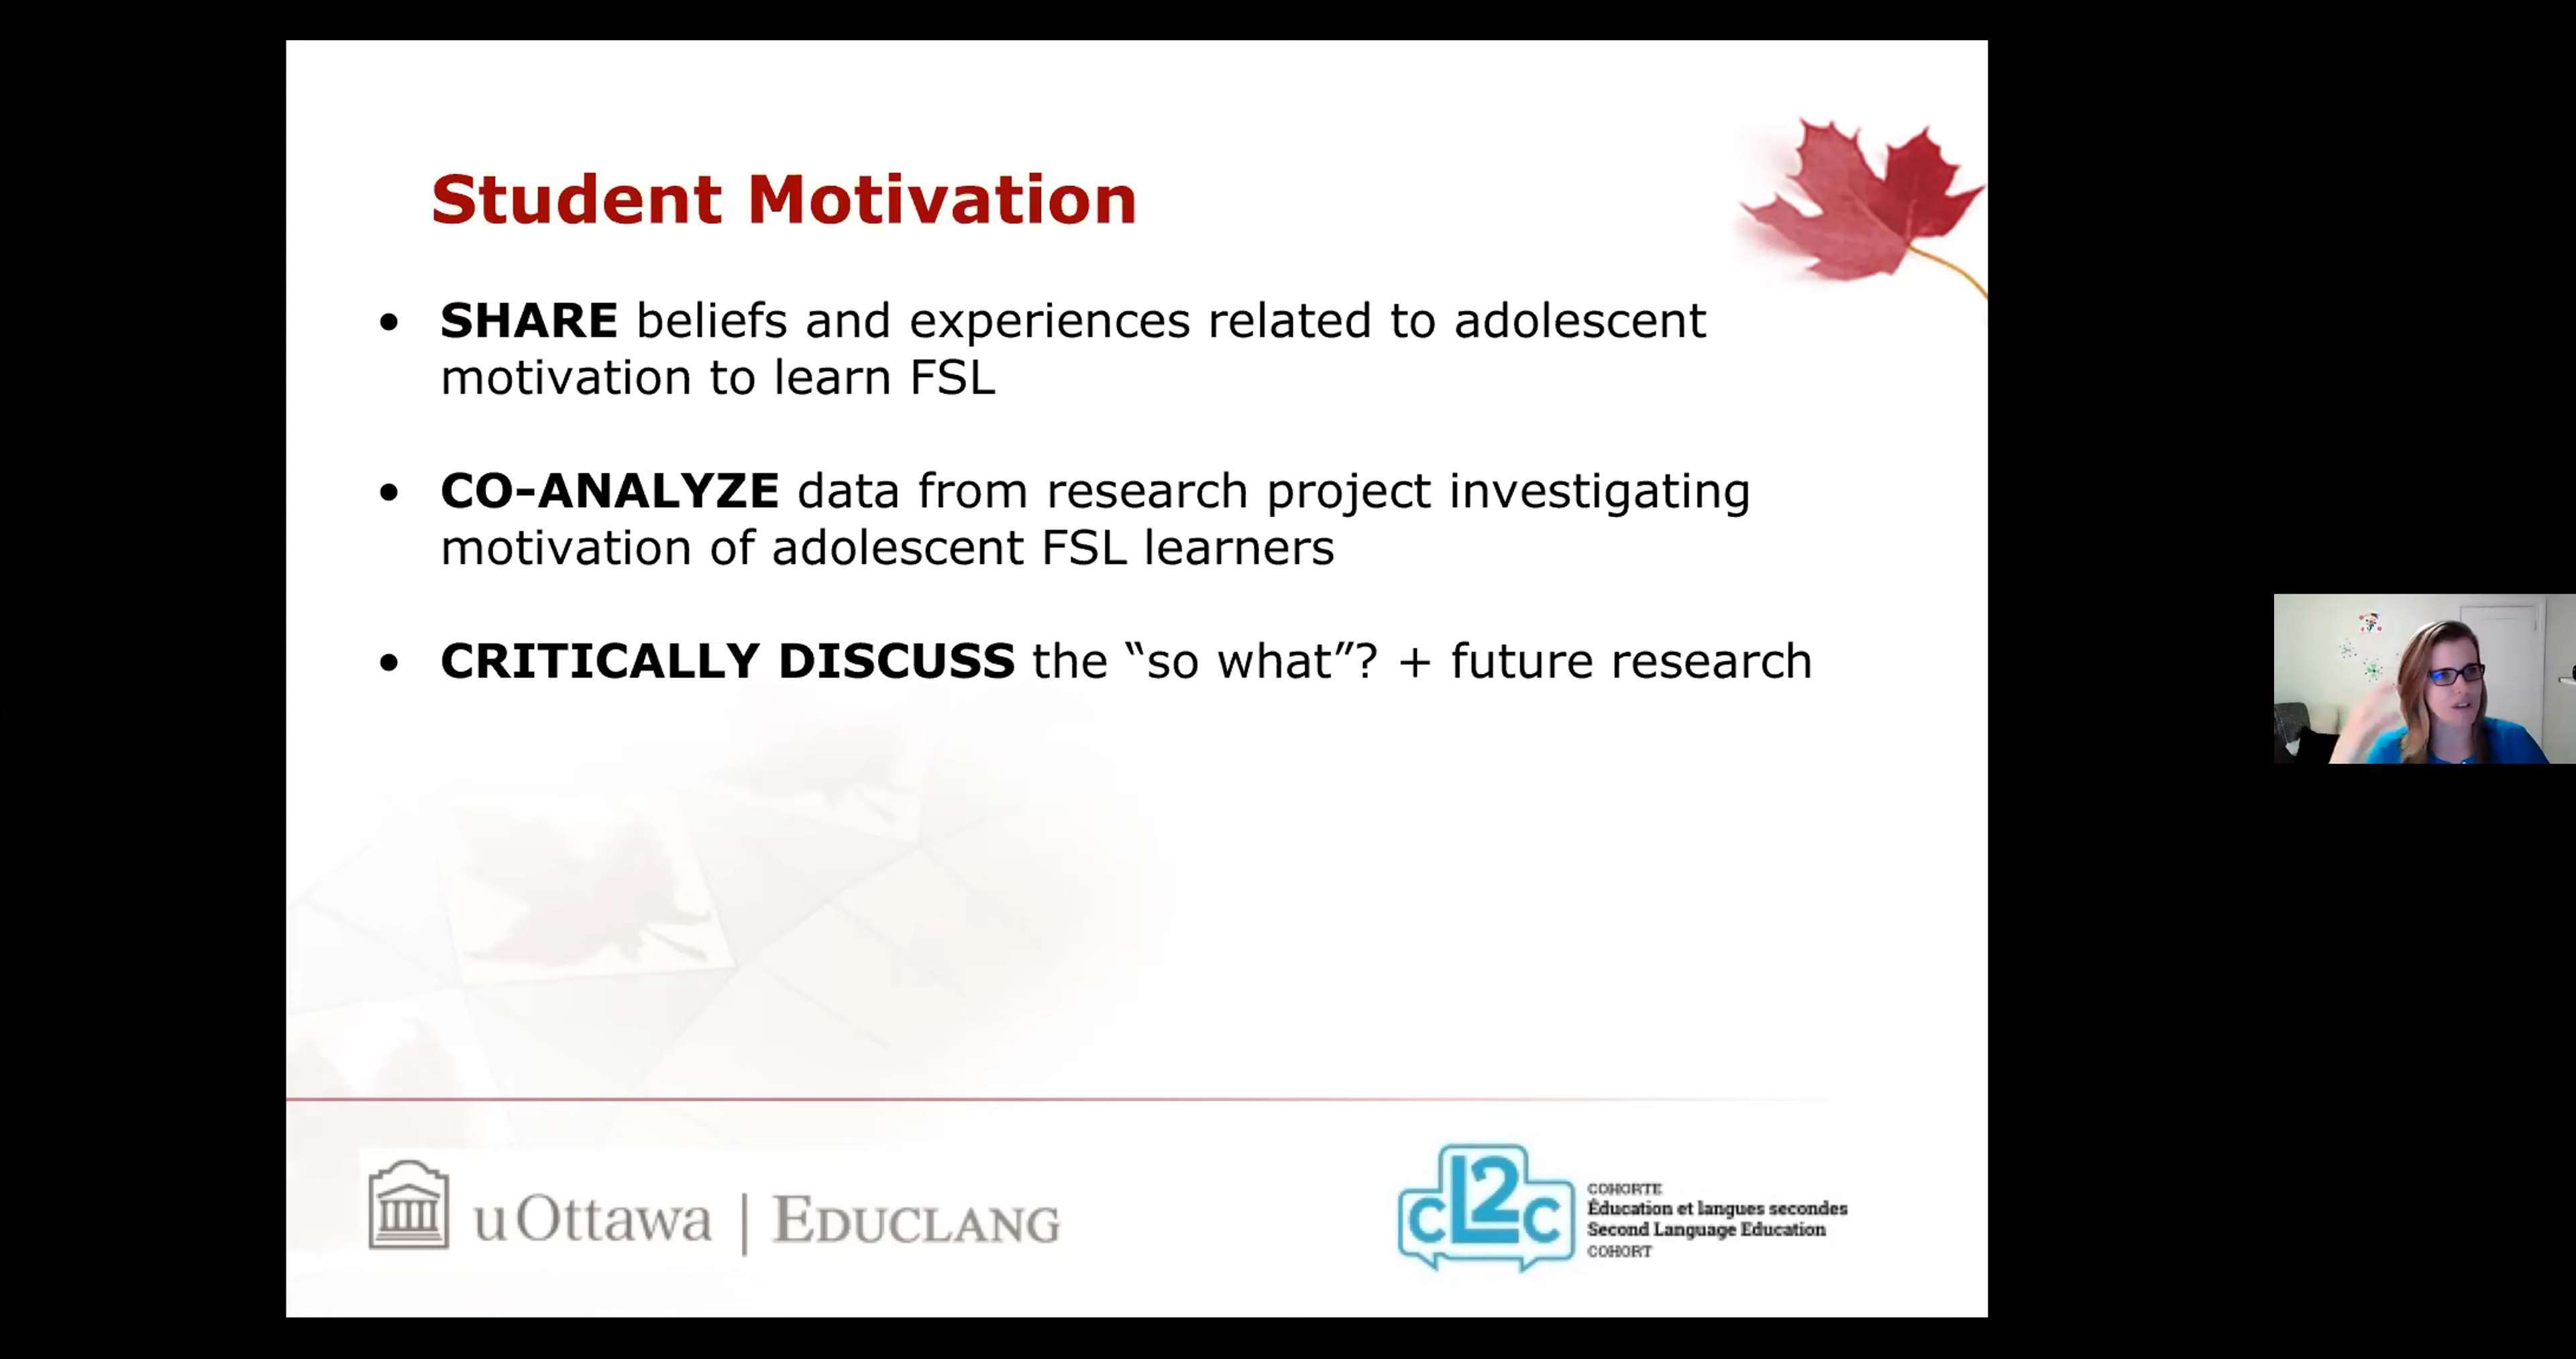 Student Motivation
• SHARE beliefs and experiences related to adolescent
motivation to learn FSL
• CO-ANALYZE data from research project investigating
motivation of adolescent FSL learners
• CRITICALLY DISCUSS the “so what”? + future research
uOttawa | EDUCLANG
CL2C
COHORTE
Éducation et langues secondes
Second Language Education
COHORT